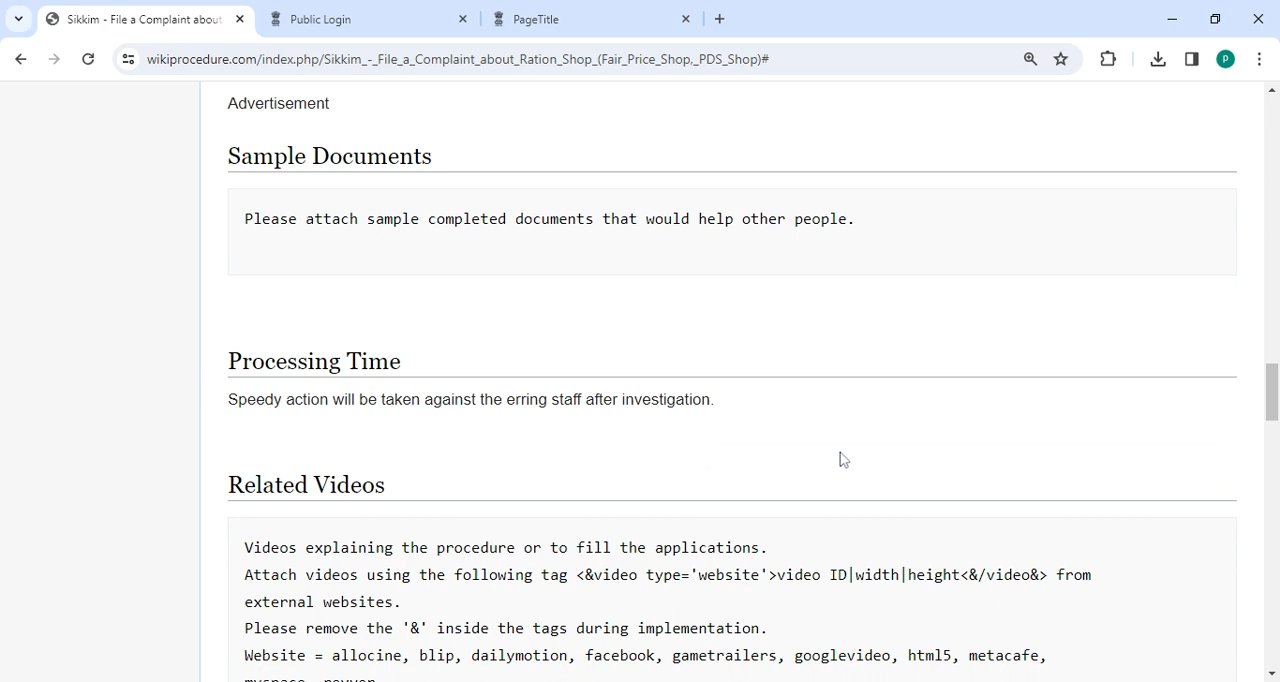 Sikkim - File a Complaint about
Public Login
PageTitle
wikiprocedure.com/index.php/Sikkim_-_File_a_Complaint_about_Ration_Shop_(Fair_Price_Shop,_PDS_Shop)#
P
Advertisement
Sample Documents
Please attach sample completed documents that would help other people.
Processing Time
Speedy action will be taken against the erring staff after investigation.
Related Videos
Videos explaining the procedure or to fill the applications.
Attach videos using the following tag <&video type='website'>video ID|width|height<&/video&> from
external websites.
Please remove the '&' inside the tags during implementation.
Website = allocine, blip, dailymotion, facebook, gametrailers, googlevideo, html5, metacafe,